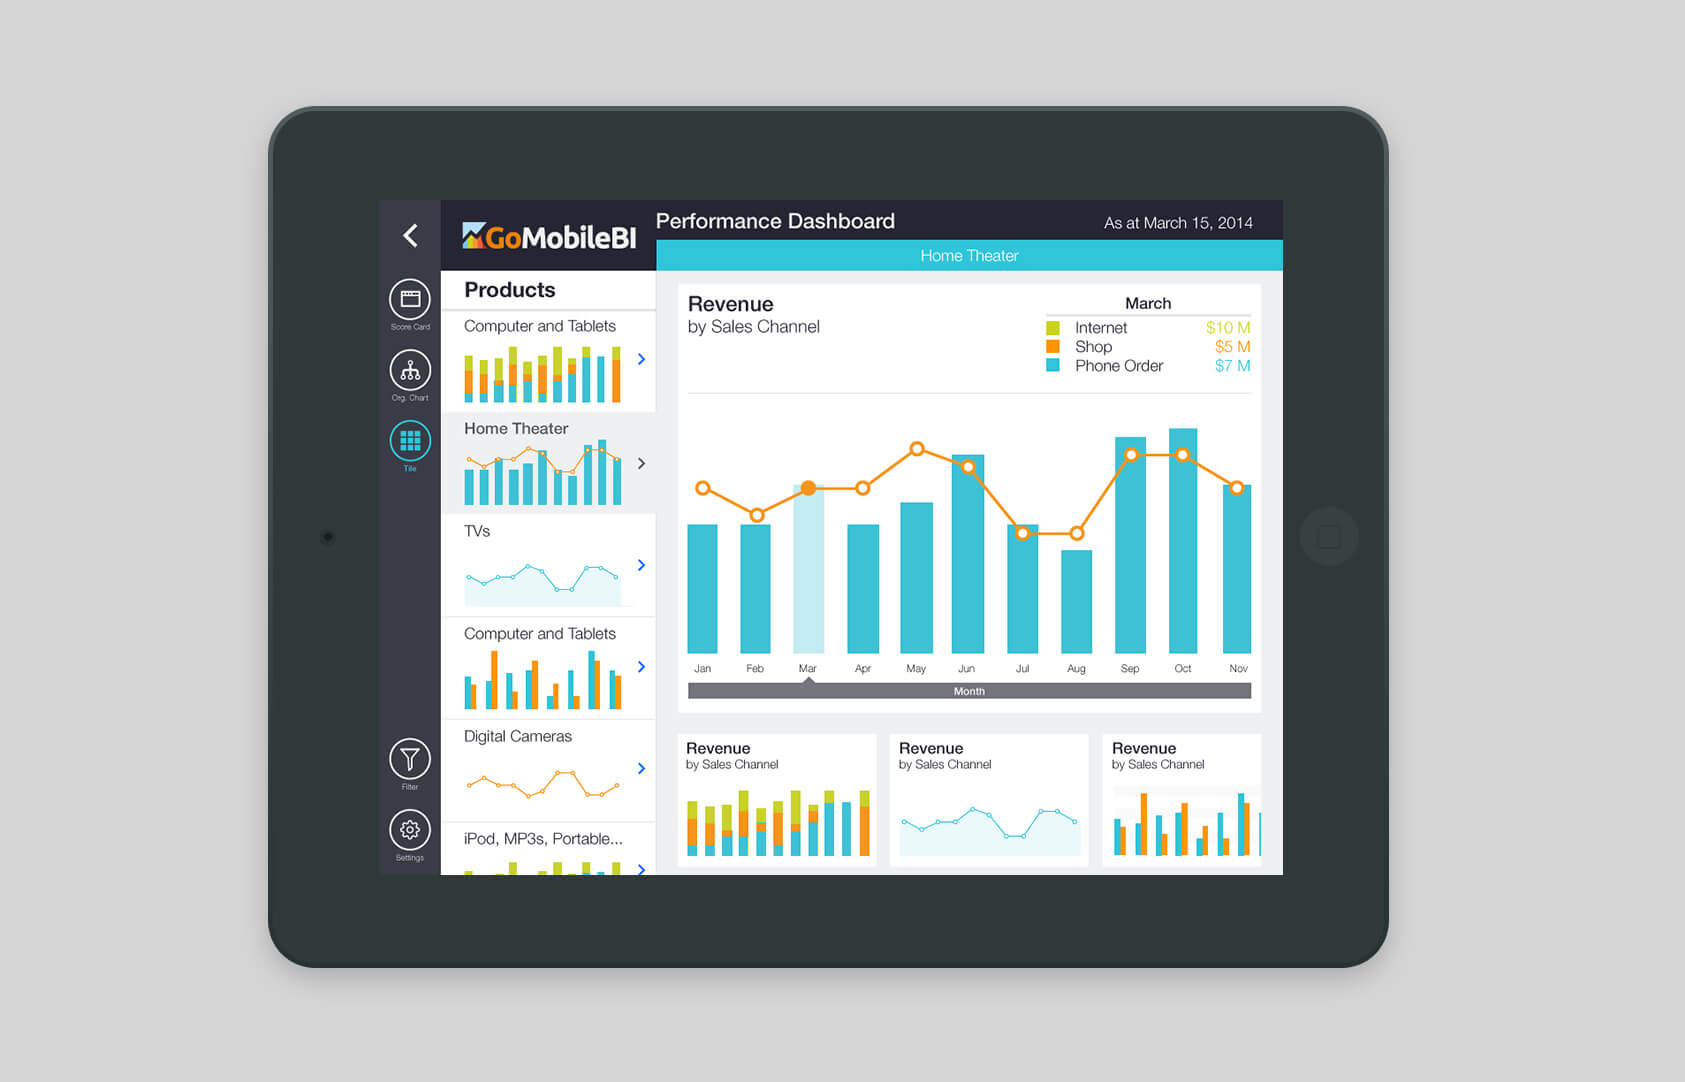 GoMobileBI
Performance Dashboard
As at March 15, 2014
Home Theater
Score Card
Org. Chart
Tile
Filter
Settings
Products
Computer and Tablets
Home Theater
TVs
Computer and Tablets
Digital Cameras
iPod, MP3s, Portable...
Revenue
by Sales Channel
March
Internet $10 M
Shop $5 M
Phone Order $7 M
Jan Feb Mar Apr May Jun Jul Aug Sep Oct Nov
Month
Revenue
by Sales Channel
Revenue
by Sales Channel
Revenue
by Sales Channel